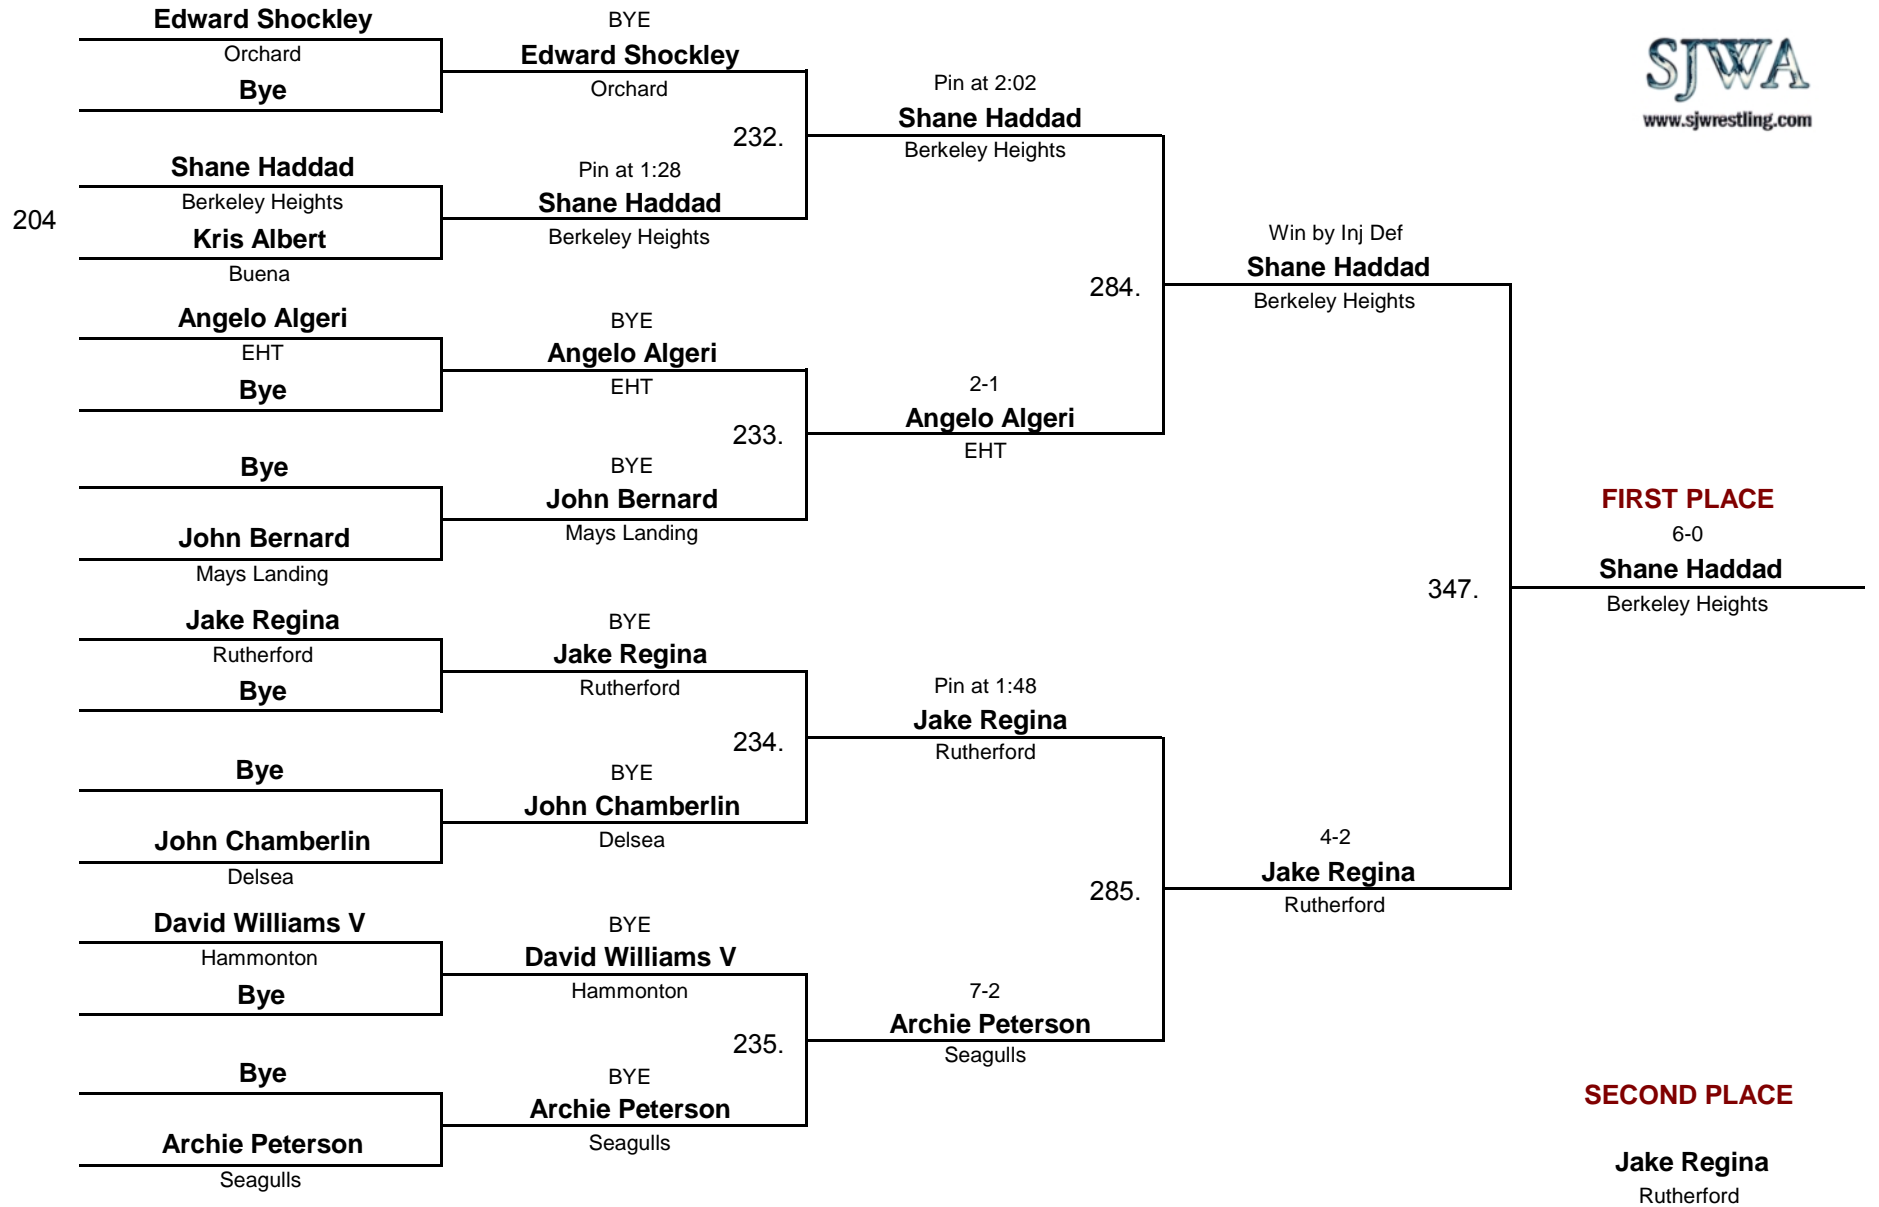 Edward Shockley
Orchard
Bye
204
Shane Haddad
Berkeley Heights
Kris Albert
Buena
Angelo Algeri
EHT
Bye
Bye
John Bernard
Mays Landing
Jake Regina
Rutherford
Bye
Bye
John Chamberlin
Delsea
David Williams V
Hammonton
Bye
Bye
Archie Peterson
Seagulls
BYE
Edward Shockley
Orchard
232.
Pin at 1:28
Shane Haddad
Berkeley Heights
BYE
Angelo Algeri
EHT
233.
BYE
John Bernard
Mays Landing
BYE
Jake Regina
Rutherford
234.
BYE
John Chamberlin
Delsea
BYE
David Williams V
Hammonton
235.
BYE
Archie Peterson
Seagulls
Pin at 2:02
Shane Haddad
Berkeley Heights
284.
2-1
Angelo Algeri
EHT
Pin at 1:48
Jake Regina
Rutherford
285.
7-2
Archie Peterson
Seagulls
Win by Inj Def
Shane Haddad
Berkeley Heights
347.
4-2
Jake Regina
Rutherford
SJWA
www.sjwrestling.com
FIRST PLACE
6-0
Shane Haddad
Berkeley Heights
SECOND PLACE
Jake Regina
Rutherford